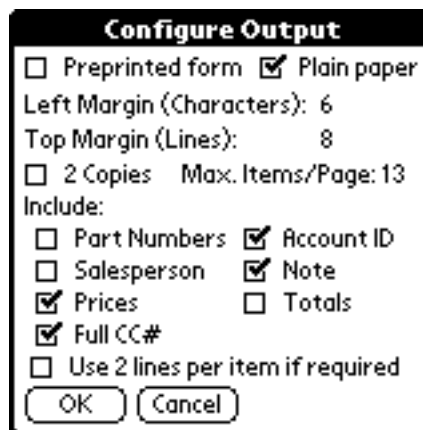 Configure Output
Preprinted form Plain paper
Left Margin (Characters): 6
Top Margin (Lines): 8
2 Copies Max. Items/Page: 13
Include:
Part Numbers Account ID
Salesperson Note
Prices Totals
Full CC#
Use 2 lines per item if required
OK Cancel